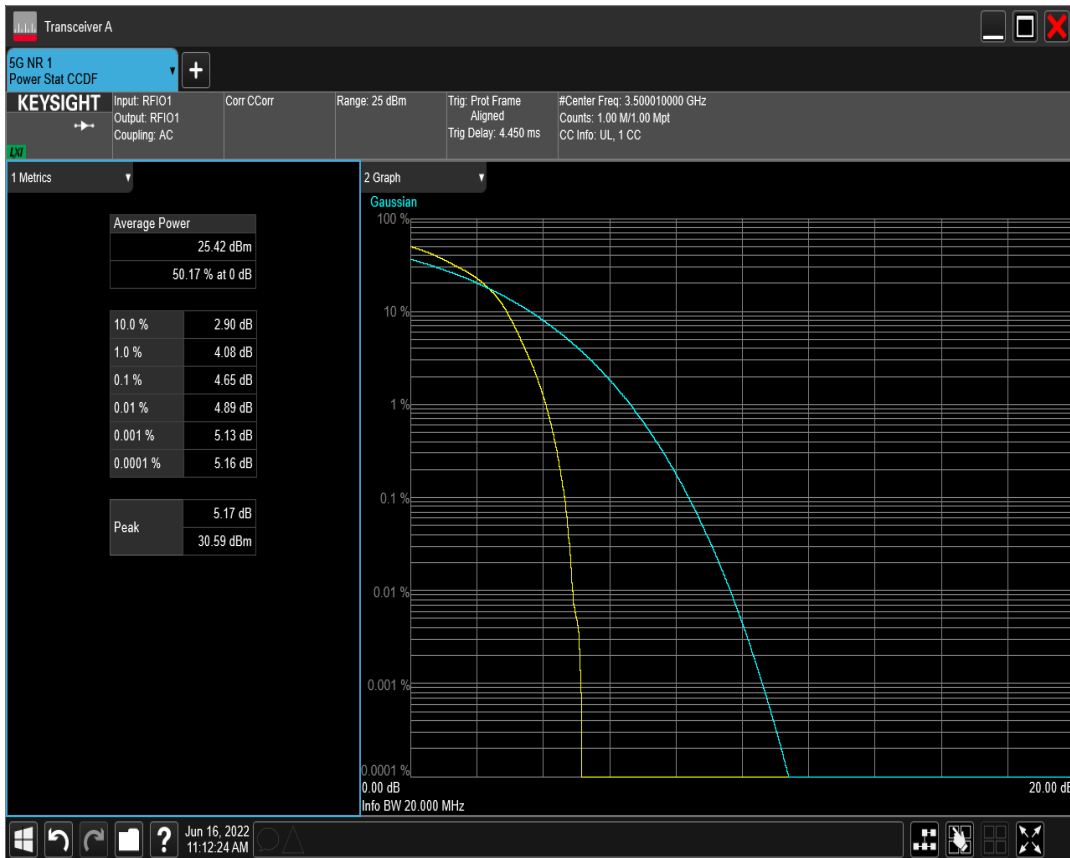 Transceiver A
5G NR 1
Power Stat CCDF
+
KEYSIGHT
LXI
Input: RFIO1
Output: RFIO1
Coupling: AC
Corr CCorr
Range: 25 dBm
Trig: Prot Frame
Aligned
Trig Delay: 4.450 ms
#Center Freq: 3.500010000 GHz
Counts: 1.00 M/1.00 Mpt
CC Info: UL, 1 CC
1 Metrics
Average Power
25.42 dBm
50.17 % at 0 dB
10.0 % 2.90 dB
1.0 % 4.08 dB
0.1 % 4.65 dB
0.01 % 4.89 dB
0.001 % 5.13 dB
0.0001 % 5.16 dB
Peak
5.17 dB
30.59 dBm
2 Graph
Gaussian
100 %
10 %
1 %
0.1 %
0.01 %
0.001 %
0.0001 %
0.00 dB 20.00 dB
Info BW 20.000 MHz
?
Jun 16, 2022
11:12:24 AM